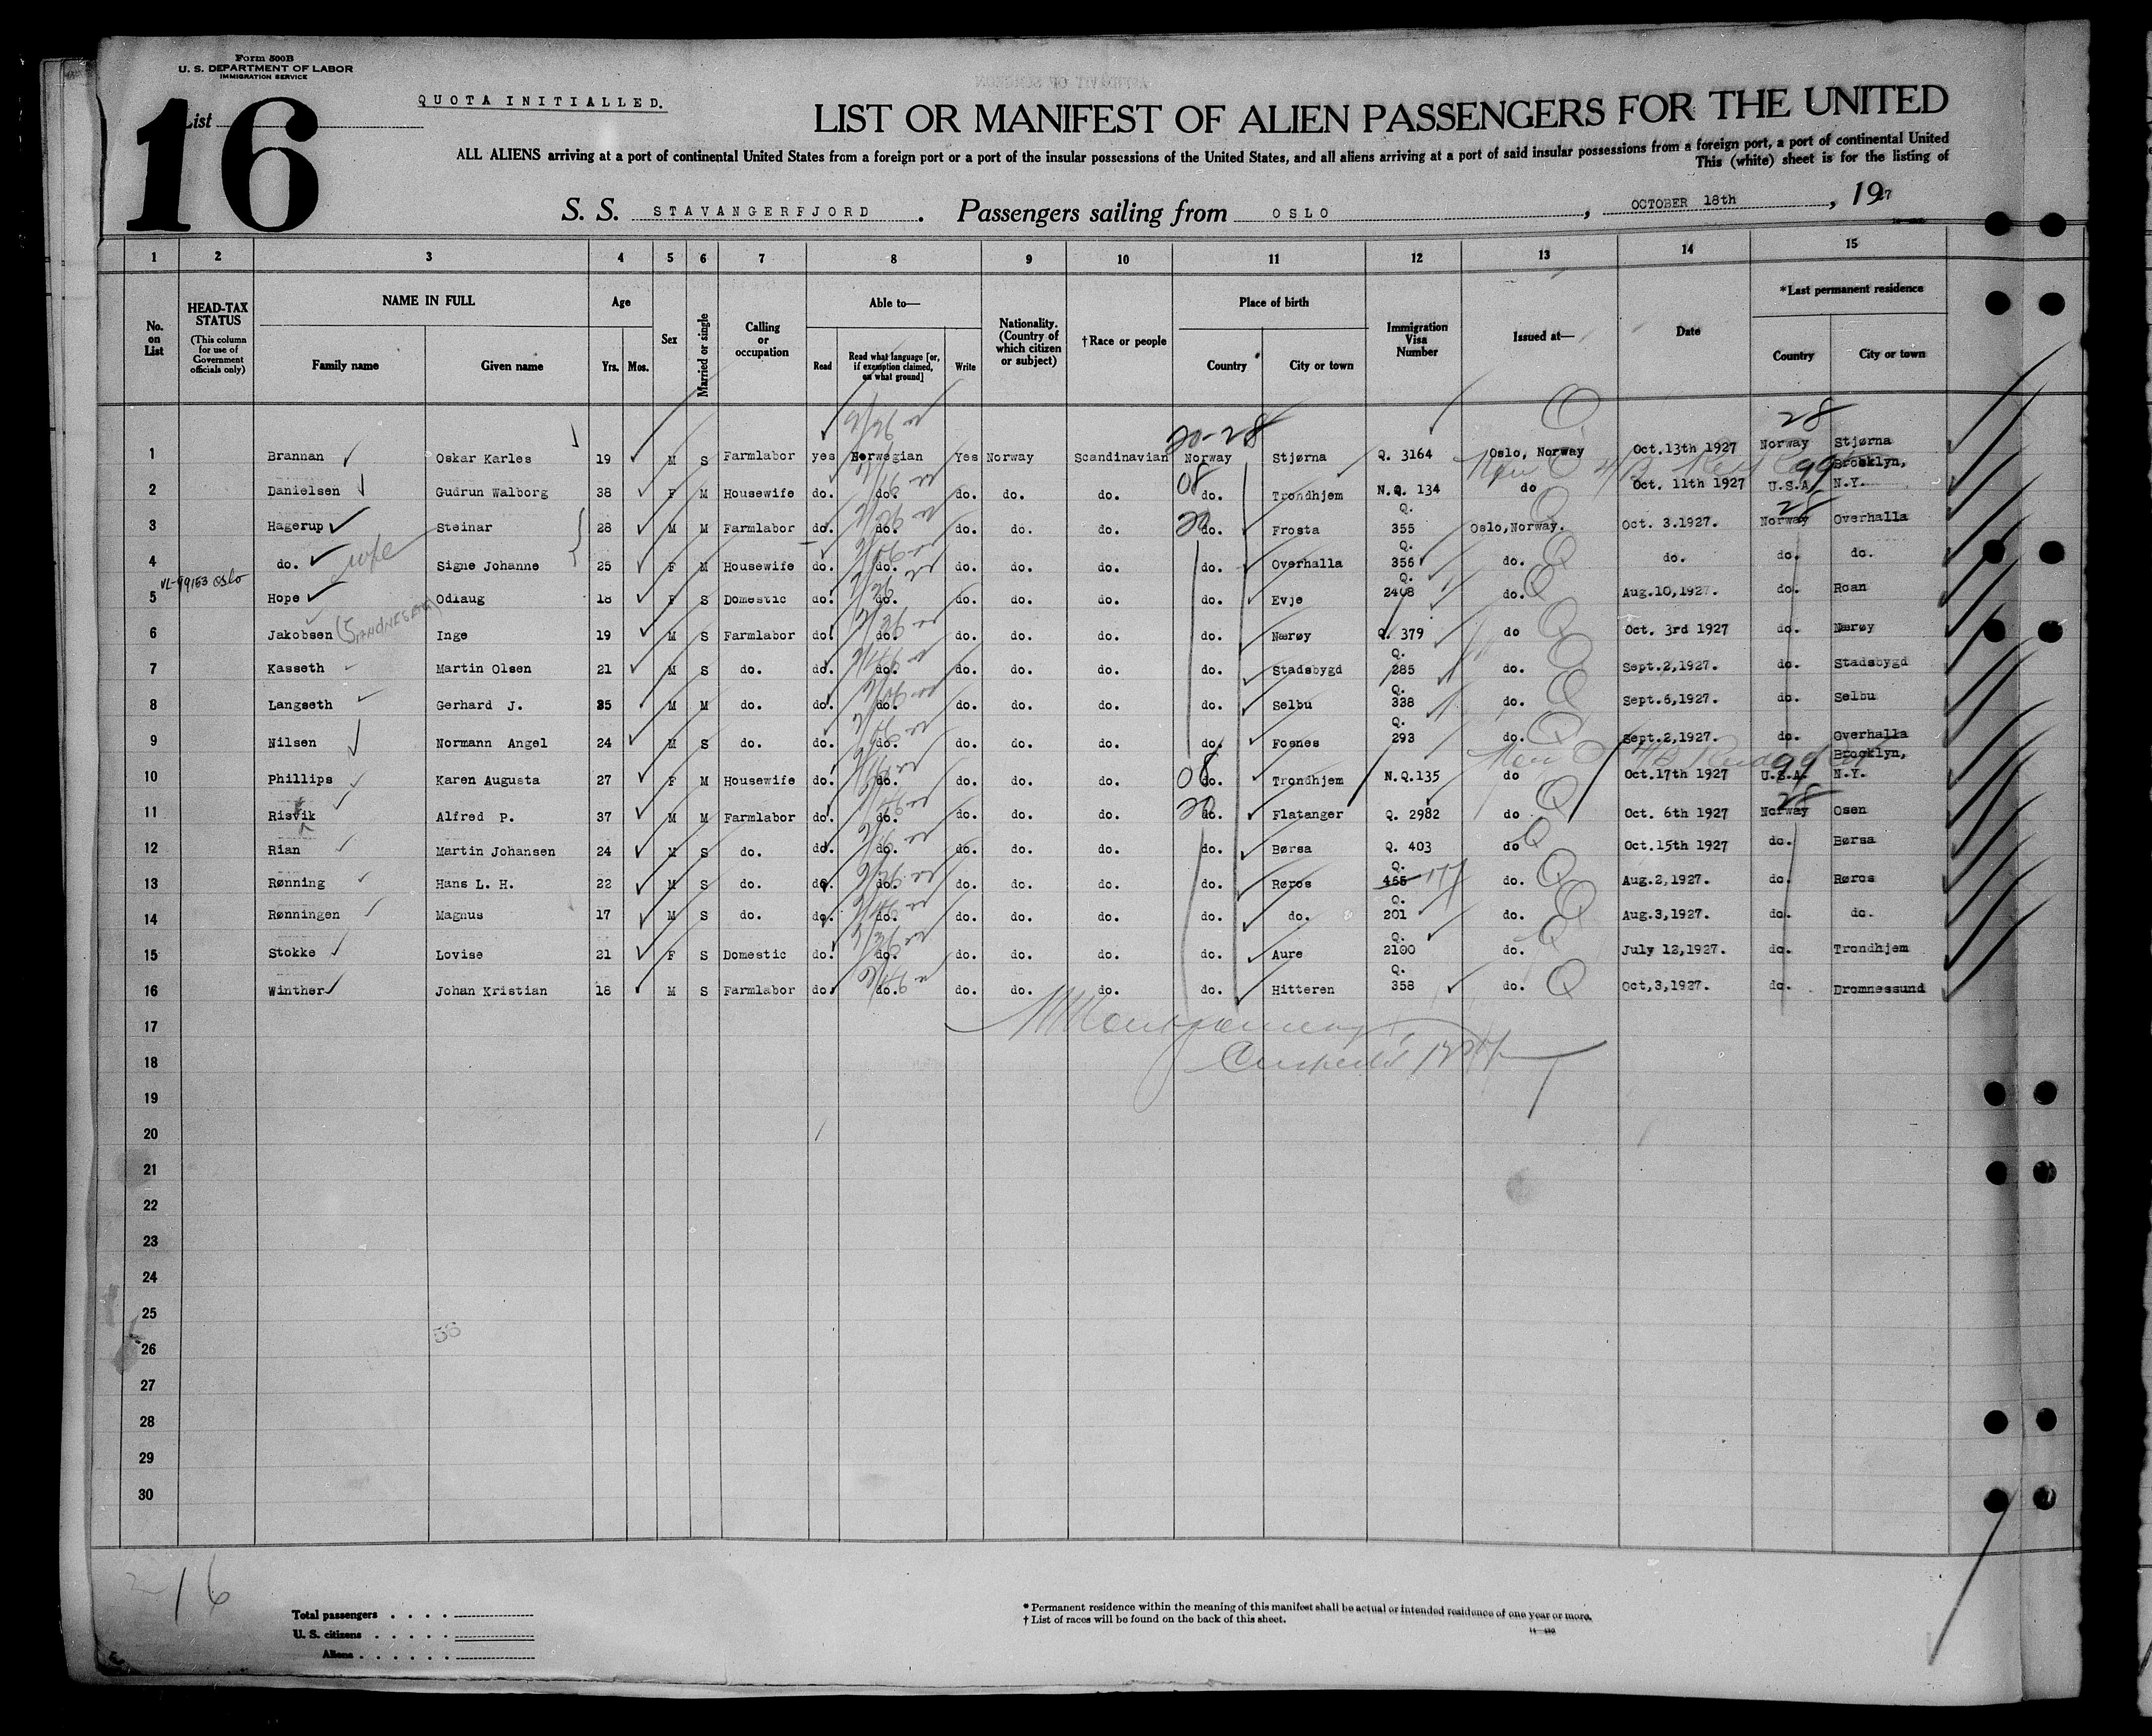 Form 500B
U. S. DEPARTMENT OF LABOR
IMMIGRATION SERVICE
QUOTA INITIALLED.
List
16
LIST OR MANIFEST OF ALIEN PASSENGERS FOR THE UNITED
ALL ALIENS arriving at a port of continental United States from a foreign port or a port of the insular possessions of the United States, and all aliens arriving at a port of said insular possessions from a foreign port, a port of continental United
This (white) sheet is for the listing of
S. S. STAVANGERFJORD . Passengers sailing from OSLO , OCTOBER 18th , 1927
1 2 3 4 5 6 7 8 9 10 11 12 13 14 15
No. on List
HEAD-TAX STATUS (This column for use of Government officials only)
NAME IN FULL
Family name Given name
Age
Yrs. Mos.
Sex
Married or single
Calling or occupation
Able to—
Read Read what language [or, if exemption claimed, on what ground] Write
Nationality. (Country of which citizen or subject)
†Race or people
Place of birth
Country City or town
Immigration Visa Number
Issued at—
Date
*Last permanent residence
Country City or town
20-28 28
1 Brannan Oskar Karles 19 M S Farmlabor yes Norwegian Yes Norway Scandinavian Norway Stjørna Q. 3164 Oslo, Norway Oct.13th 1927 Norway Stjørna
2 Danielsen Gudrun Walborg 38 F M Housewife do. do. do. do. do. 08 do. Trondhjem N.Q. 134 do Oct. 11th 1927 99 U.S.A. Brooklyn, N.Y.
3 Hagerup Steinar 28 M M Farmlabor do. do. do. do. do. 20 do. Frosta Q. 355 Oslo,Norway. Oct. 3.1927. 28 Norway Overhalla
4 do. wife Signe Johanne 25 F M Housewife do. do. do. do. do. do. Overhalla Q. 356 do. do. do. do.
VL-99153 Oslo
5 Hope Odlaug 18 F S Domestic do. do. do. do. do. do. Evje Q. 2408 do. Aug.10,1927. do. Roan
6 Jakobsen Inge 19 M S Farmlabor do. do. do. do. do. do. Nærøy Q. 379 do Oct. 3rd 1927 do. Nærøy
7 Kasseth Martin Olsen 21 M S do. do. do. do. do. do. do. Stadsbygd Q. 285 do. Sept.2,1927. do. Stadsbygd
8 Langseth Gerhard J. 35 M M do. do. do. do. do. do. do. Selbu Q. 338 do. Sept.6,1927. do. Selbu
9 Nilsen Normann Angel 24 M S do. do. do. do. do. do. do. Fosnes Q. 293 do. Sept.2,1927. do. Overhalla
10 Phillips Karen Augusta 27 F M Housewife do. do. do. do. do. 08 do. Trondhjem N.Q.135 do Oct.17th 1927 99 U.S.A. Brooklyn, N.Y.
11 Risvik Alfred P. 37 M M Farmlabor do. do. do. do. do. 20 do. Flatanger Q. 2982 do Oct. 6th 1927 28 Norway Osen
12 Rian Martin Johansen 24 M S do. do. do. do. do. do. do. Børsa Q. 403 do Oct.15th 1927 do. Børsa
13 Rønning Hans L. H. 22 M S do. do. do. do. do. do. do. Røros Q. 465 177 do. Aug.2,1927. do. Røros
14 Rønningen Magnus 17 M S do. do. do. do. do. do. do. do. Q. 201 do. Aug.3,1927. do. do.
15 Stokke Lovise 21 F S Domestic do. do. do. do. do. do. Aure Q. 2100 do. July 12,1927. do. Trondhjem
16 Winther Johan Kristian 18 M S Farmlabor do. do. do. do. do. do. Hitteren Q. 358 do. Oct,3,1927. do. Dromnessund
17
18
19
20
21
22
23
24
25
26
27
28
29
30
Total passengers
U. S. citizens
Aliens
* Permanent residence within the meaning of this manifest shall be actual or intended residence of one year or more.
† List of races will be found on the back of this sheet.